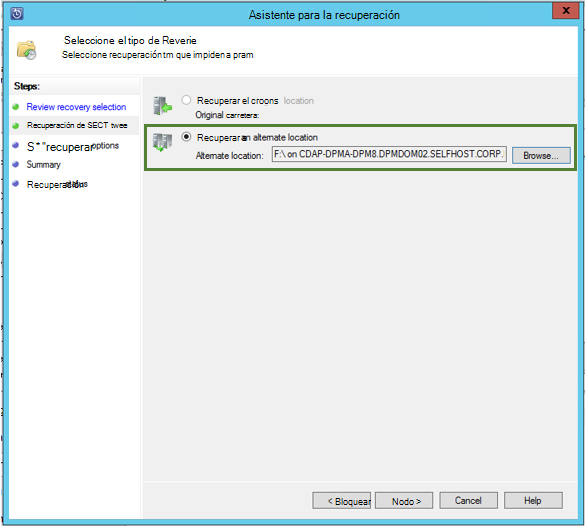 Asistente para la recuperación
x
Seleccione el tipo de Reverie
Seleccione recuperación tm que impiden a pram
Steps:
Review recovery selection
Recuperación de SECT twee
S*"recuperar options
Summary
Recuperación status
Recuperar el croons location
Original carretera:
Recuperar an alternate location
Alternate location: F:\ on CDAP-DPMA-DPM8.DPMDOM02.SELFHOST.CORP.
Browse...
< Bloquear
Nodo >
Cancel
Help